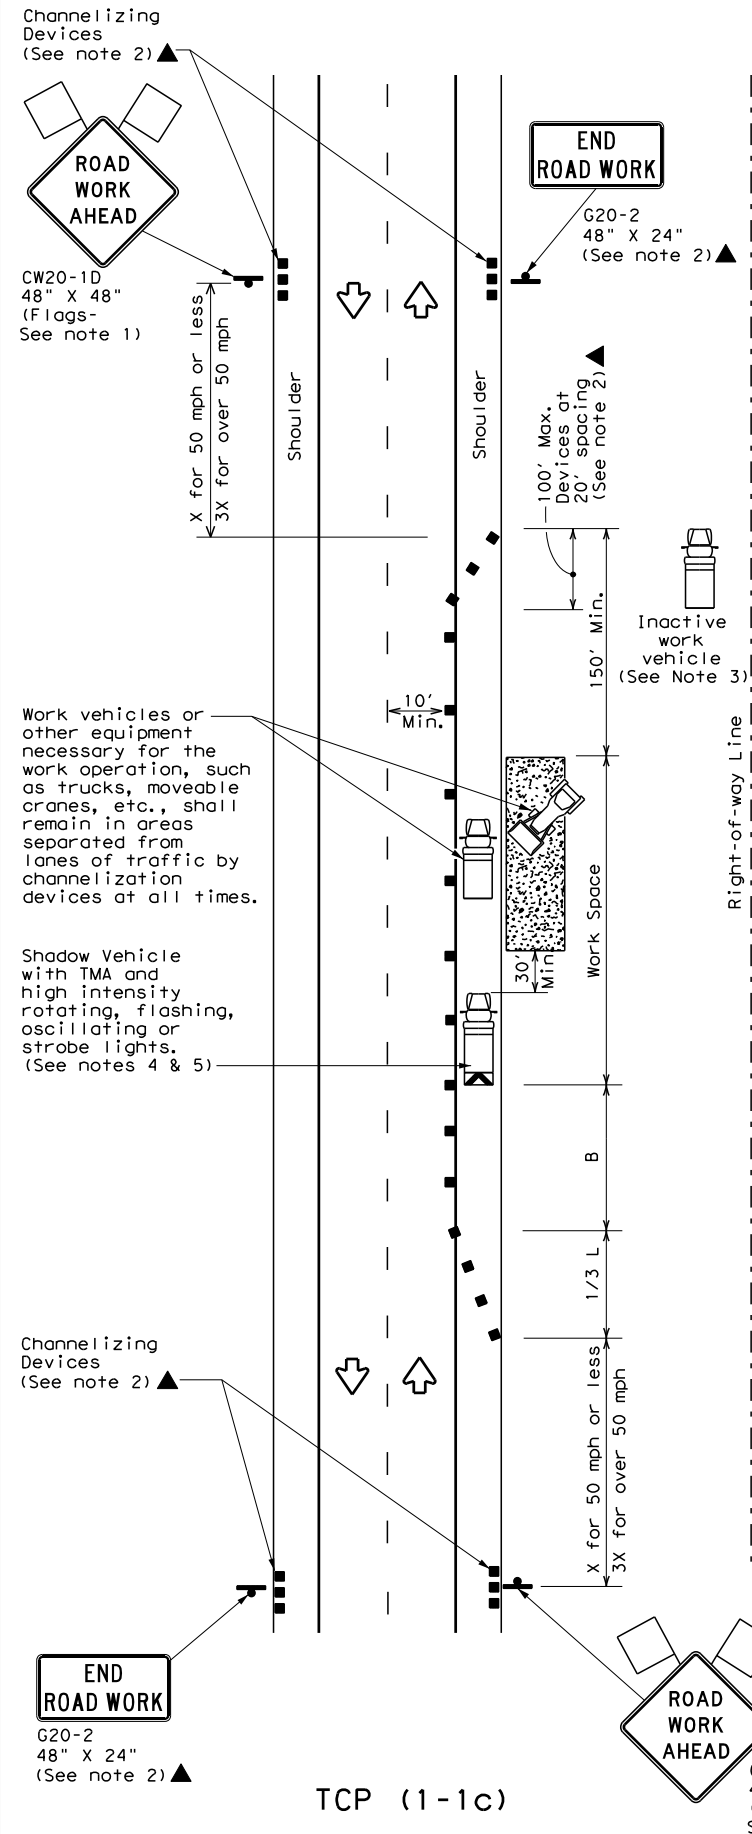 Channelizing
Devices
(See note 2)▲
ROAD
WORK
AHEAD
CW20-1D
48" X 48"
(Flags-
See note 1)
END
ROAD WORK
G20-2
48" X 24"
(See note 2)▲
X for 50 mph or less
3X for over 50 mph
Shoulder
Shoulder
100' Max.
Devices at
20' spacing
(See note 2)▲
150' Min.
Inactive
work
vehicle
(See Note 3)
Right-of-way Line
10'
Min.
Work vehicles or
other equipment
necessary for the
work operation, such
as trucks, moveable
cranes, etc., shall
remain in areas
separated from
lanes of traffic by
channelization
devices at all times.
Work Space
30'
Min.
Shadow Vehicle
with TMA and
high intensity
rotating, flashing,
oscillating or
strobe lights.
(See notes 4 & 5)
B
1/3 L
Channelizing
Devices
(See note 2)▲
X for 50 mph or less
3X for over 50 mph
END
ROAD WORK
G20-2
48" X 24"
(See note 2)▲
ROAD
WORK
AHEAD
TCP (1-1c)